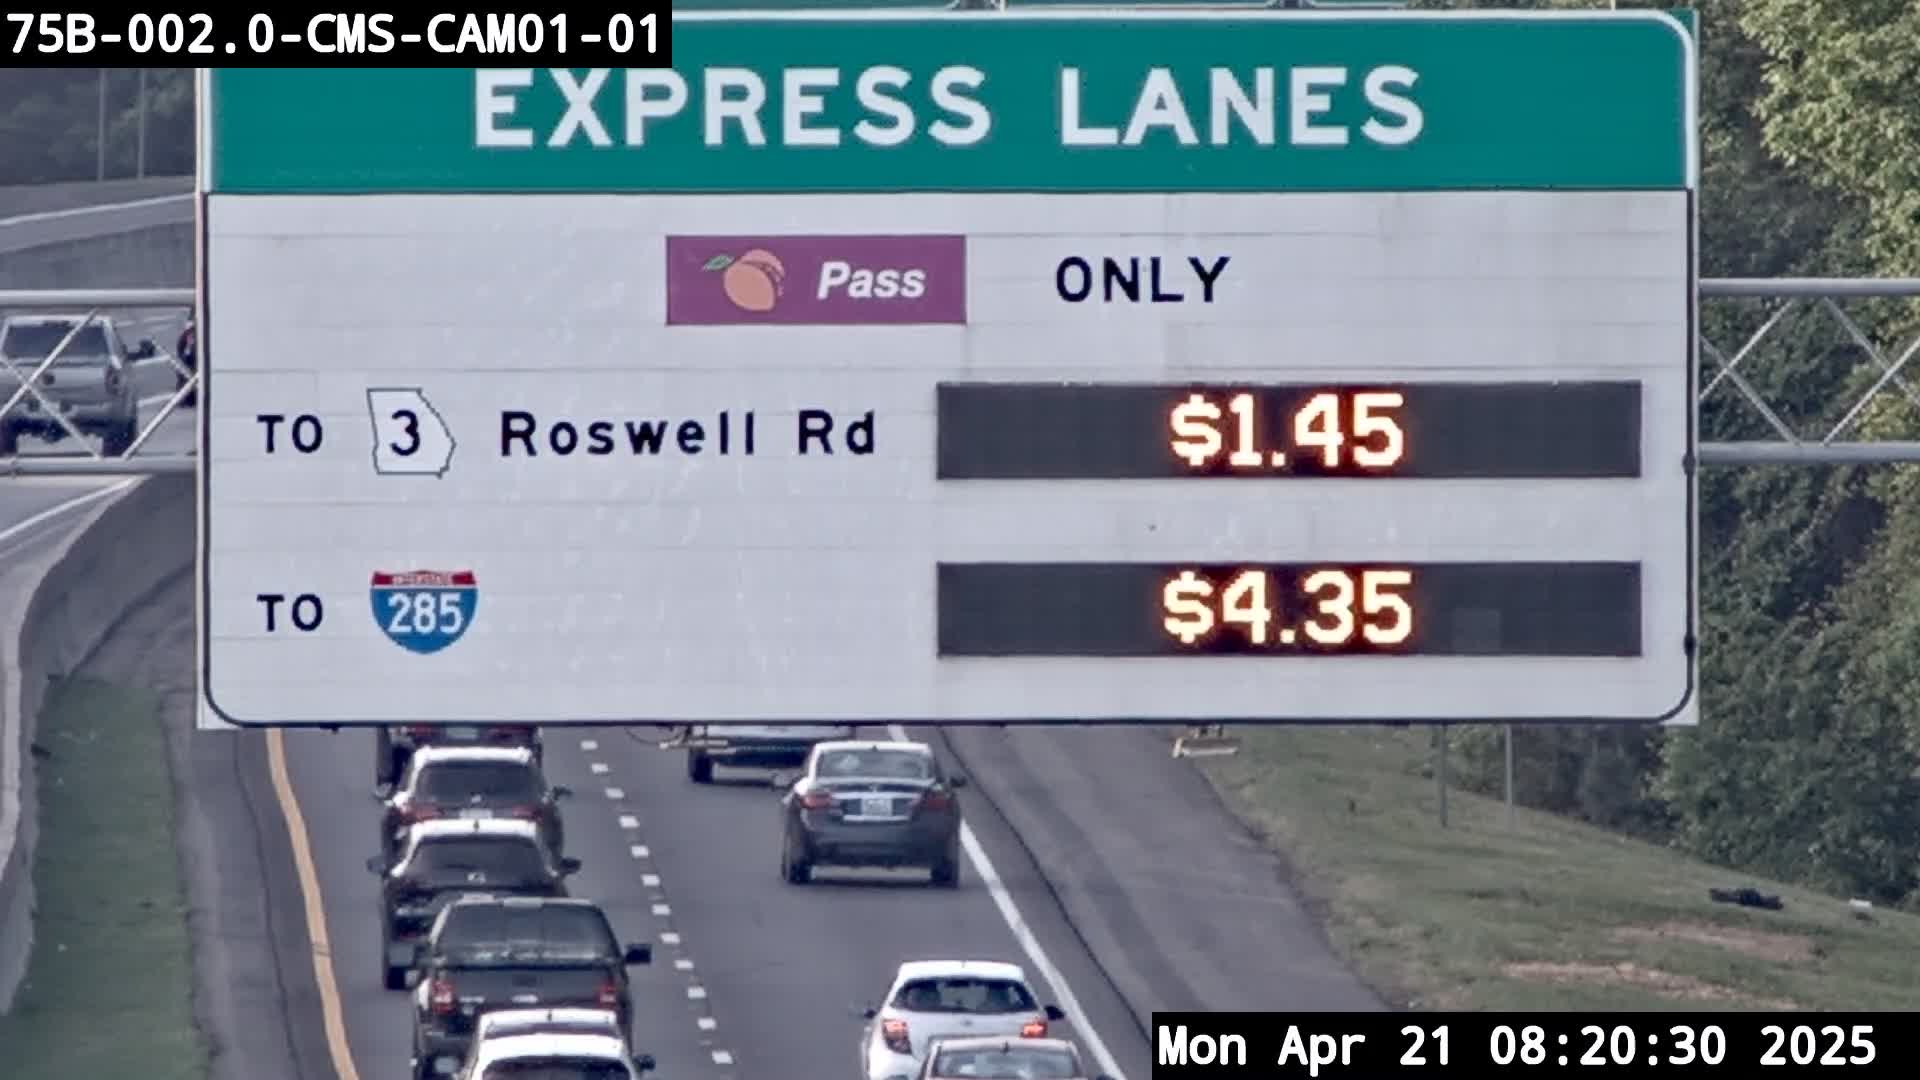 75B-002.0-CMS-CAM01-01
EXPRESS LANES
Pass ONLY
TO 3 Roswell Rd $1.45
TO INTERSTATE 285 $4.35
Mon Apr 21 08:20:30 2025